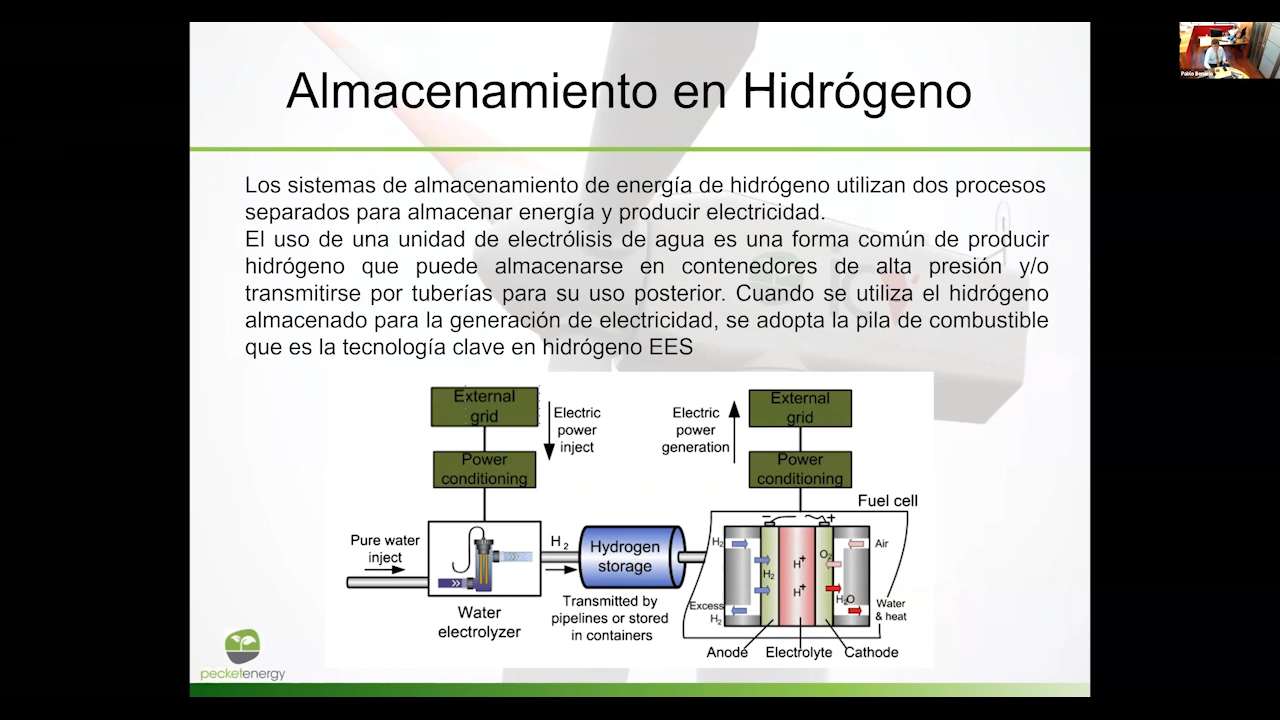 Almacenamiento en Hidrógeno
Los sistemas de almacenamiento de energía de hidrógeno utilizan dos procesos
separados para almacenar energía y producir electricidad.
El uso de una unidad de electrólisis de agua es una forma común de producir
hidrógeno que puede almacenarse en contenedores de alta presión y/o
transmitirse por tuberías para su uso posterior. Cuando se utiliza el hidrógeno
almacenado para la generación de electricidad, se adopta la pila de combustible
que es la tecnología clave en hidrógeno EES
External
grid
Electric
power
inject
Power
conditioning
Electric
power
generation
External
grid
Power
conditioning
Fuel cell
Pure water
inject
Water
electrolyzer
H2
Hydrogen
storage
Transmitted by
pipelines or stored
in containers
- +
H2
H2
Excess
H2
H+
H+
O2
H2O
Air
Water
& heat
Anode
Electrolyte
Cathode
pecketenergy
Pablo